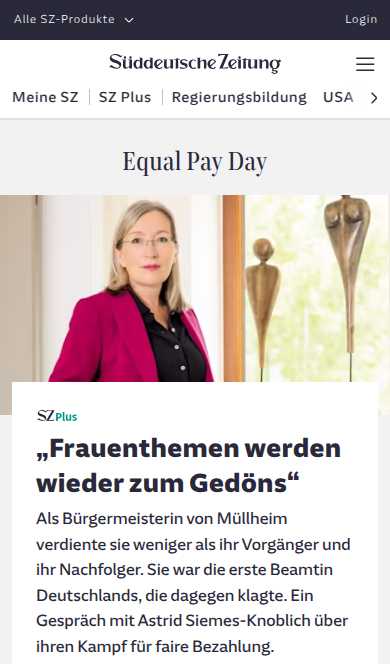 Alle SZ-Produkte
Login
Süddeutsche Zeitung
Meine SZ
SZ Plus
Regierungsbildung
USA
Equal Pay Day
SZ Plus
„Frauenthemen werden
wieder zum Gedöns“
Als Bürgermeisterin von Müllheim
verdiente sie weniger als ihr Vorgänger und
ihr Nachfolger. Sie war die erste Beamtin
Deutschlands, die dagegen klagte. Ein
Gespräch mit Astrid Siemes-Knoblich über
ihren Kampf für faire Bezahlung.